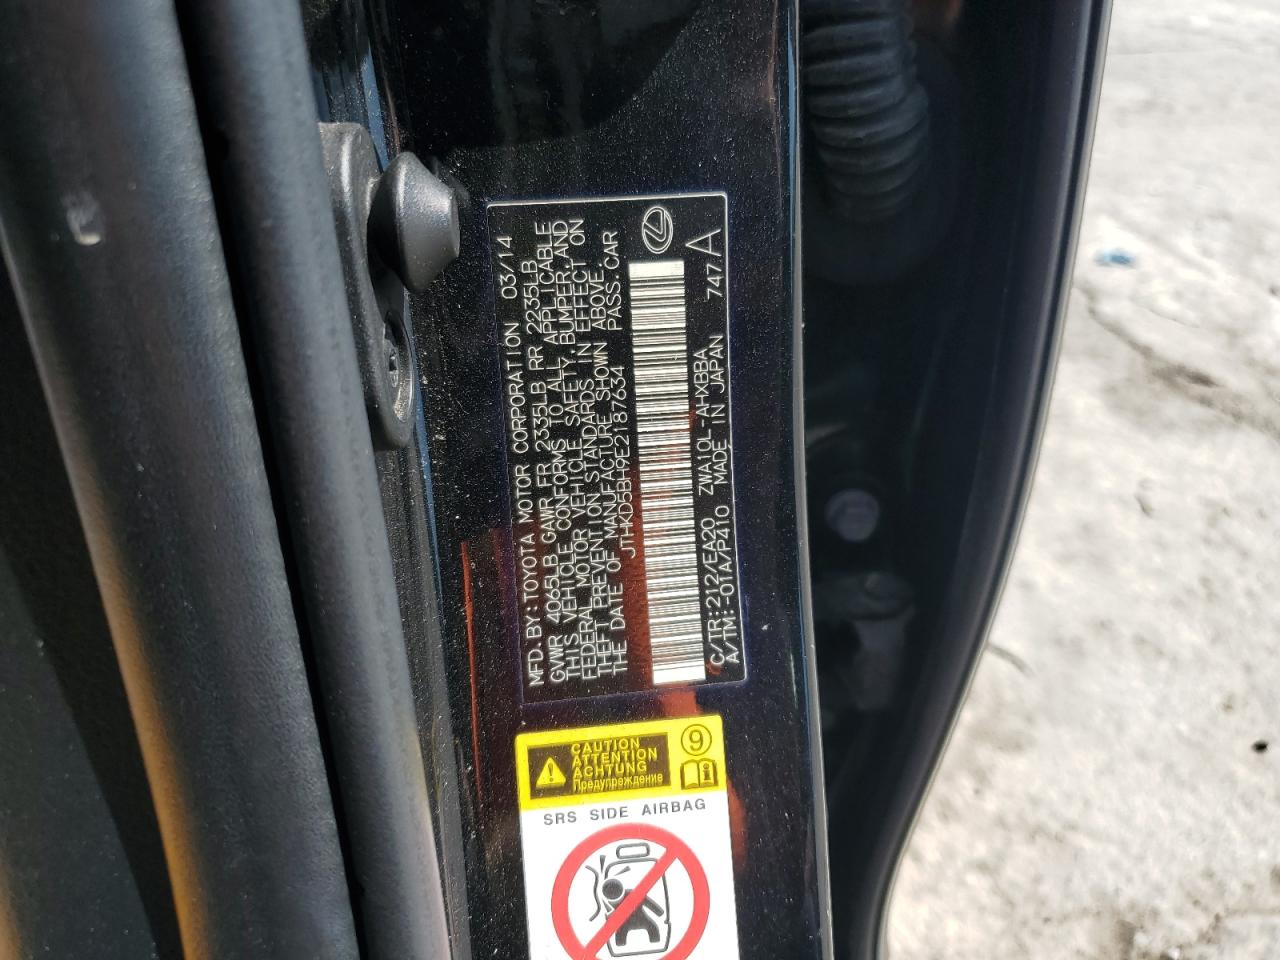 MFD. BY: TOYOTA MOTOR CORPORATION 03/14
GVWR 4065LB GAWR FR 2335LB RR 2235LB
THIS VEHICLE CONFORMS TO ALL APPLICABLE
FEDERAL MOTOR VEHICLE SAFETY, BUMPER, AND
THEFT PREVENTION STANDARDS IN EFFECT ON
THE DATE OF MANUFACTURE SHOWN ABOVE.
JTHKD5BH9E2187634 PASS.CAR
C/TR:212/EA20 ZWA10L-AHXBBA 747
A/TM:-01A/P410 MADE IN JAPAN A
CAUTION
ATTENTION
ACHTUNG
Предупреждение
9
i
SRS SIDE AIRBAG